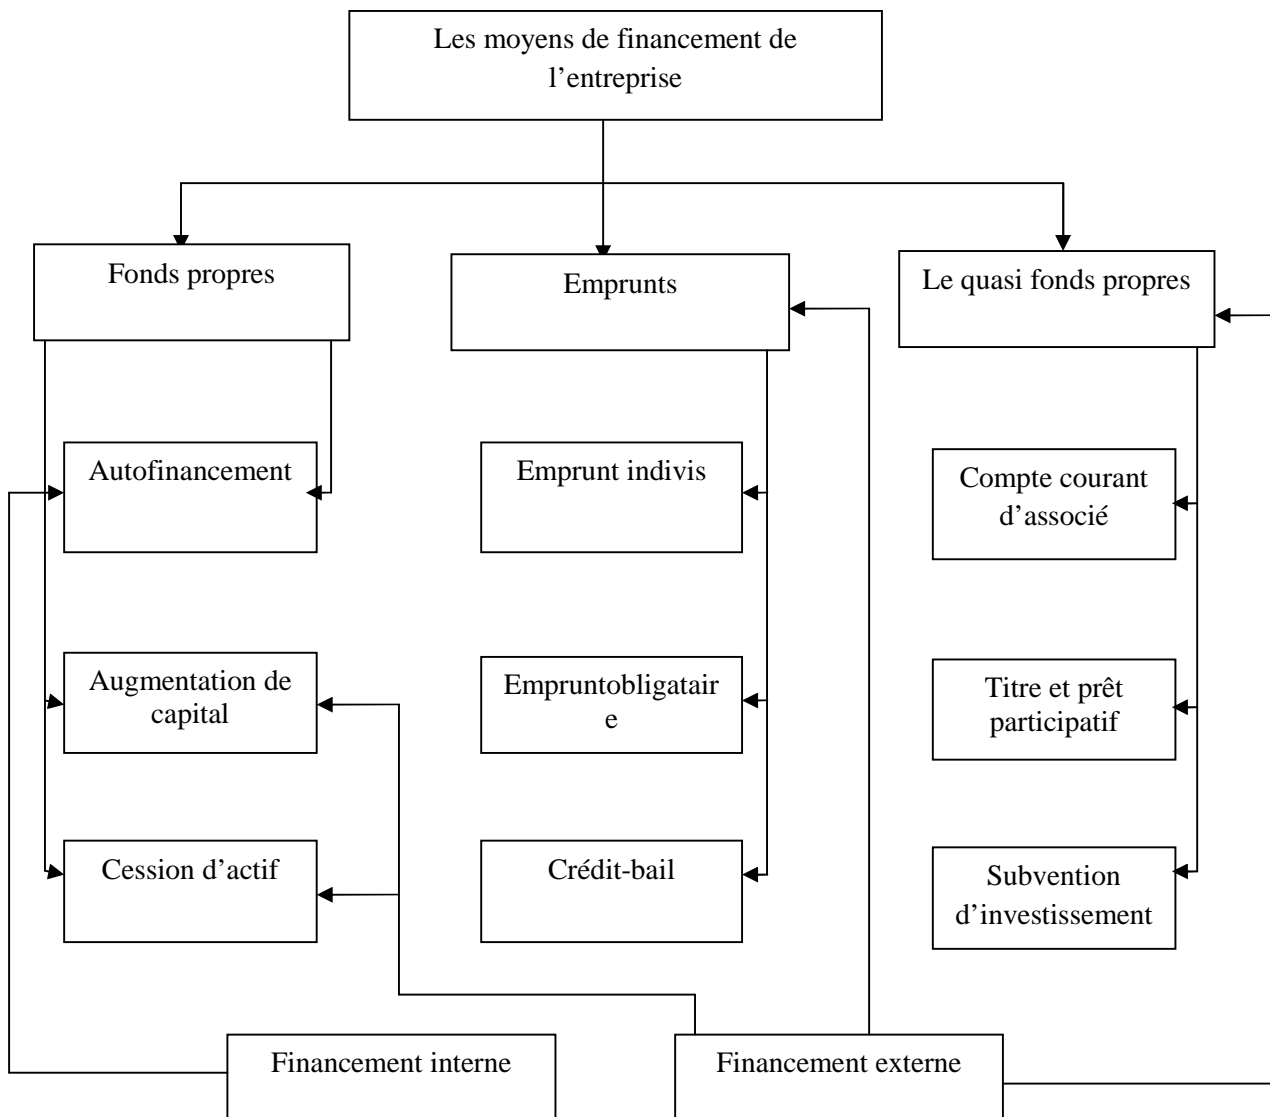 Les moyens de financement de
l’entreprise
Fonds propres
Emprunts
Le quasi fonds propres
Autofinancement
Emprunt indivis
Compte courant
d’associé
Augmentation de
capital
Empruntobligatair
e
Titre et prêt
participatif
Cession d’actif
Crédit-bail
Subvention
d’investissement
Financement interne
Financement externe